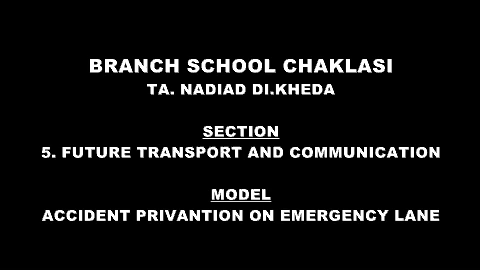 BRANCH SCHOOL CHAKLASI
TA. NADIAD DI.KHEDA
SECTION
5. FUTURE TRANSPORT AND COMMUNICATION
MODEL
ACCIDENT PRIVANTION ON EMERGENCY LANE